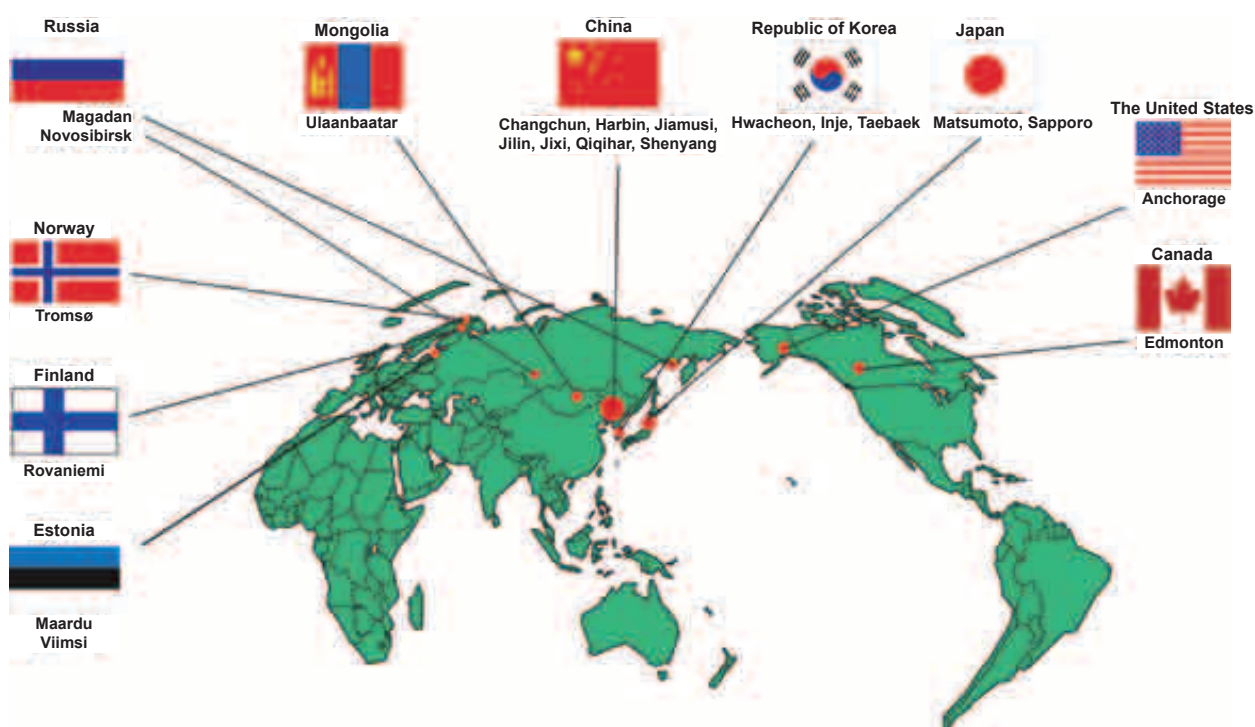 Russia
Magadan
Novosibirsk
Mongolia
Ulaanbaatar
China
Changchun, Harbin, Jiamusi,
Jilin, Jixi, Qiqihar, Shenyang
Republic of Korea
Hwacheon, Inje, Taebaek
Japan
Matsumoto, Sapporo
The United States
Anchorage
Canada
Edmonton
Norway
Tromsø
Finland
Rovaniemi
Estonia
Maardu
Viimsi